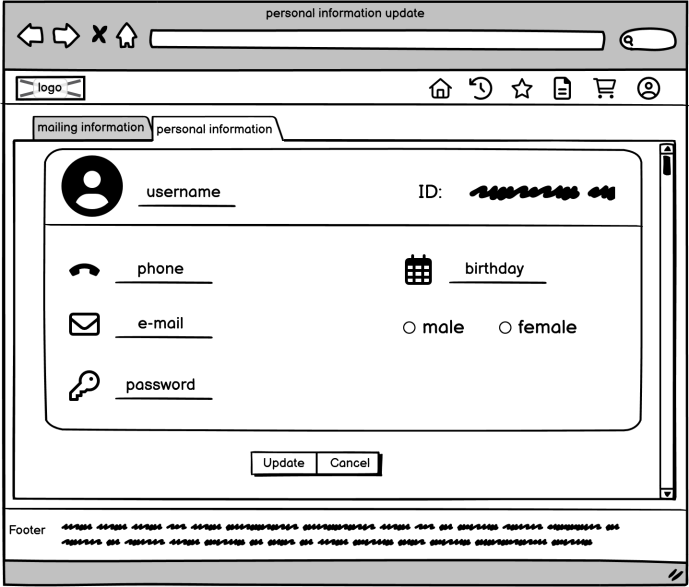 personal information update
logo
mailing information personal information
username ID:
phone birthday
e-mail male female
password
Update Cancel
Footer